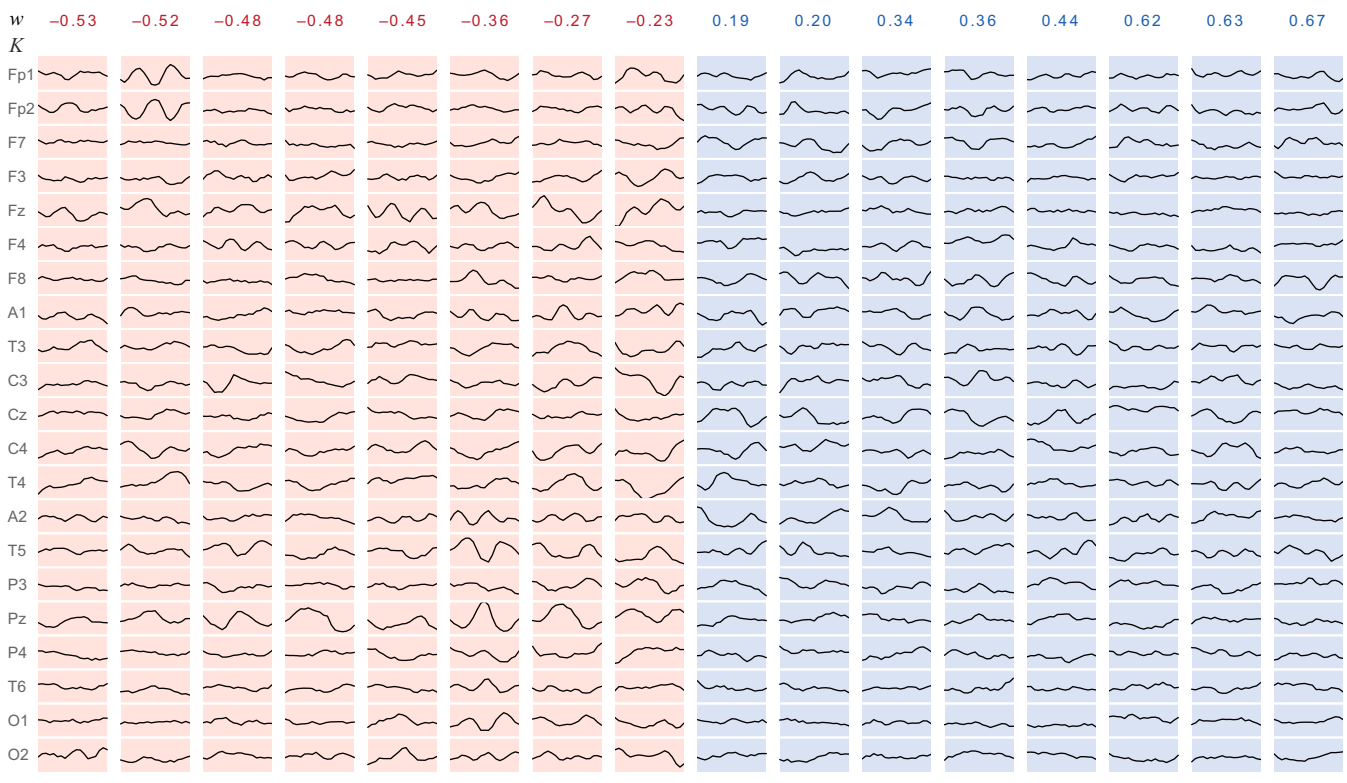 w −0.53 −0.52 −0.48 −0.48 −0.45 −0.36 −0.27 −0.23 0.19 0.20 0.34 0.36 0.44 0.62 0.63 0.67
K
Fp1
Fp2
F7
F3
Fz
F4
F8
A1
T3
C3
Cz
C4
T4
A2
T5
P3
Pz
P4
T6
O1
O2